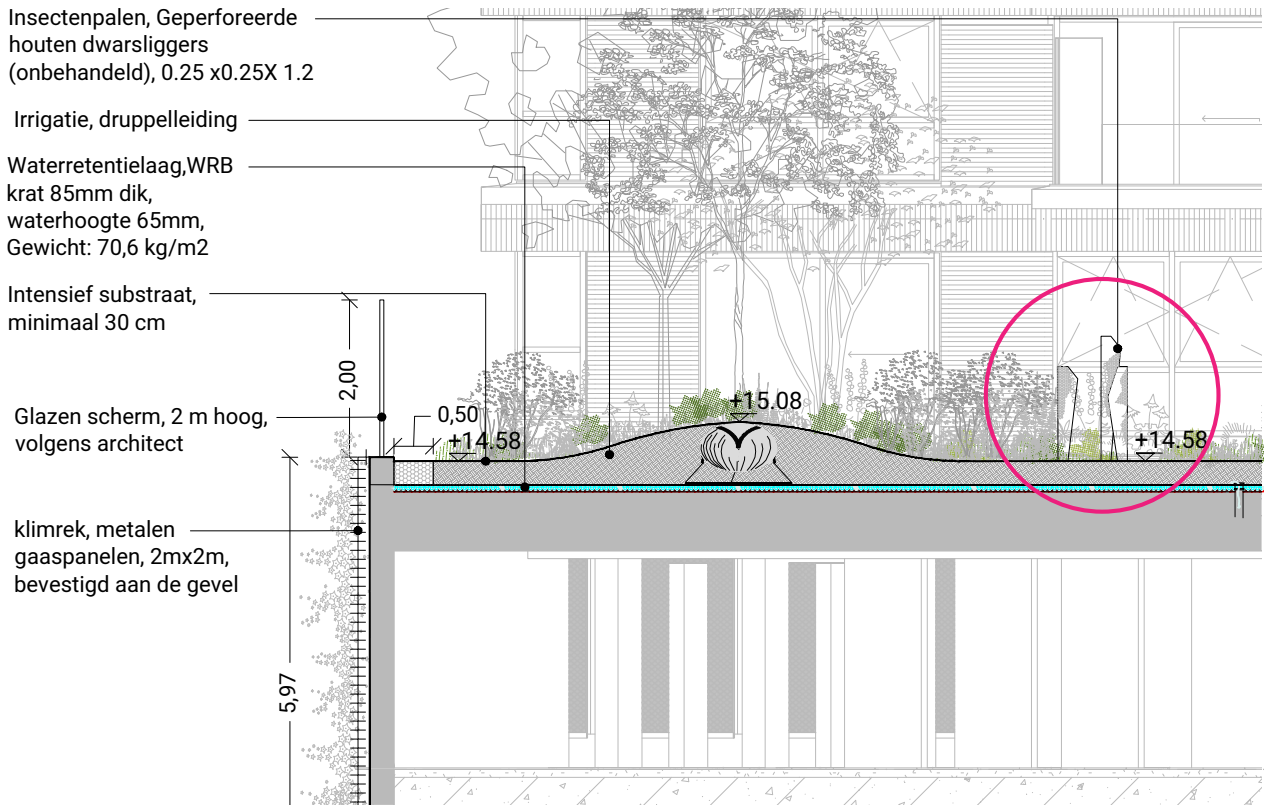 Insectenpalen, Geperforeerde
houten dwarsliggers
(onbehandeld), 0.25 x0.25X 1.2
Irrigatie, druppelleiding
Waterretentielaag,WRB
krat 85mm dik,
waterhoogte 65mm,
Gewicht: 70,6 kg/m2
Intensief substraat,
minimaal 30 cm
2,00
Glazen scherm, 2 m hoog,
volgens architect
0,50
+14.58
+15.08
+14.58
klimrek, metalen
gaaspanelen, 2mx2m,
bevestigd aan de gevel
5,97